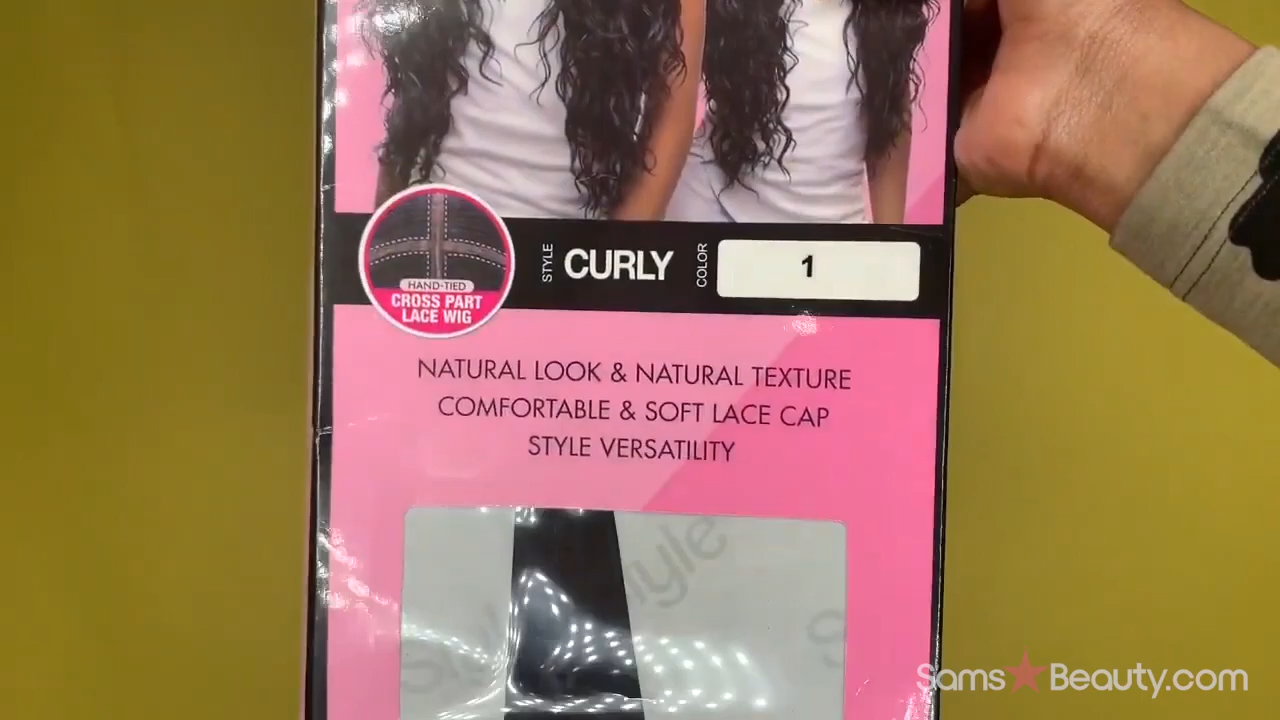 HAND-TIED
CROSS PART
LACE WIG
STYLE CURLY COLOR 1
NATURAL LOOK & NATURAL TEXTURE
COMFORTABLE & SOFT LACE CAP
STYLE VERSATILITY
SamsBeauty.com